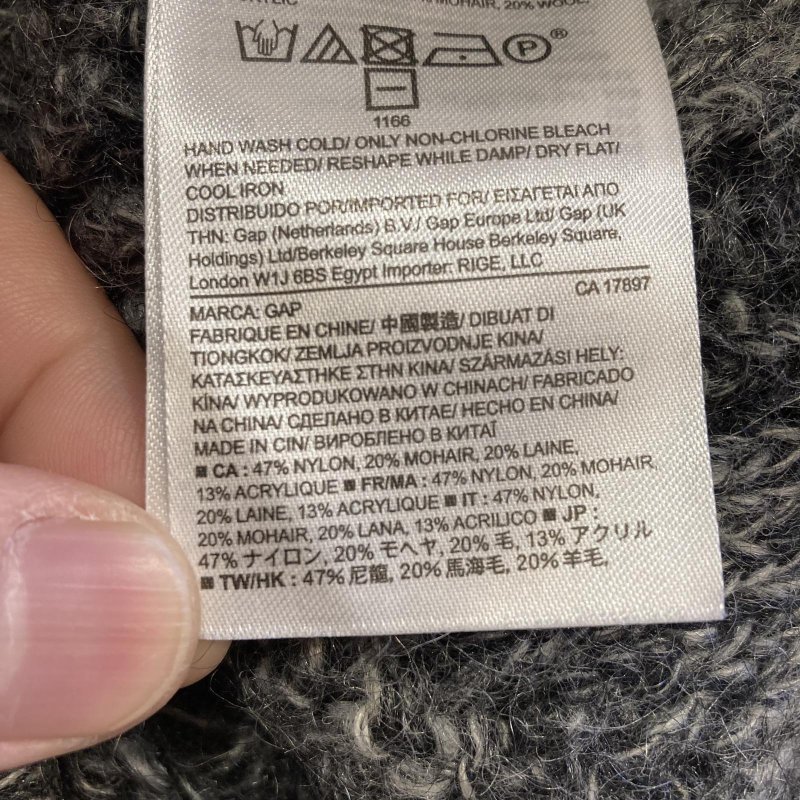 MOHAIR, 20% WOOL,
P®
1166
HAND WASH COLD/ ONLY NON-CHLORINE BLEACH
WHEN NEEDED/ RESHAPE WHILE DAMP/ DRY FLAT/
COOL IRON
DISTRIBUIDO POR/IMPORTED FOR/ ΕΙΣΑΓΕΤΑΙ ΑΠΟ
THN: Gap (Netherlands) B.V./ Gap Europe Ltd/ Gap (UK
Holdings) Ltd/Berkeley Square House Berkeley Square,
London W1J 6BS Egypt Importer: RIGE, LLC
CA 17897
MARCA: GAP
FABRIQUE EN CHINE/ 中國製造/ DIBUAT DI
TIONGKOK/ ZEMLJA PROIZVODNJE KINA/
ΚΑΤΑΣΚΕΥΑΣΤΗΚΕ ΣΤΗΝ ΚΙΝΑ/ SZÁRMAZÁSI HELY:
KÍNA/ WYPRODUKOWANO W CHINACH/ FABRICADO
NA CHINA/ СДЕЛАНО В КИТАЕ/ HECHO EN CHINA/
MADE IN CIN/ ВИРОБЛЕНО В КИТАЇ
■ CA : 47% NYLON, 20% MOHAIR, 20% LAINE,
13% ACRYLIQUE ■ FR/MA : 47% NYLON, 20% MOHAIR,
20% LAINE, 13% ACRYLIQUE ■ IT : 47% NYLON,
20% MOHAIR, 20% LANA, 13% ACRILICO ■ JP :
47% ナイロン, 20% モヘヤ, 20% 毛, 13% アクリル
■ TW/HK : 47% 尼龍, 20% 馬海毛, 20% 羊毛,